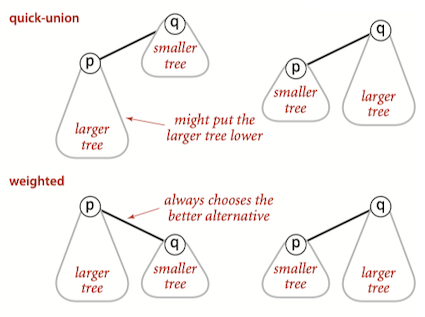 quick-union
q
smaller
tree
p
larger
tree
might put the
larger tree lower
q
p
smaller
tree
larger
tree
weighted
always chooses the
better alternative
p
q
larger
tree
smaller
tree
q
p
smaller
tree
larger
tree